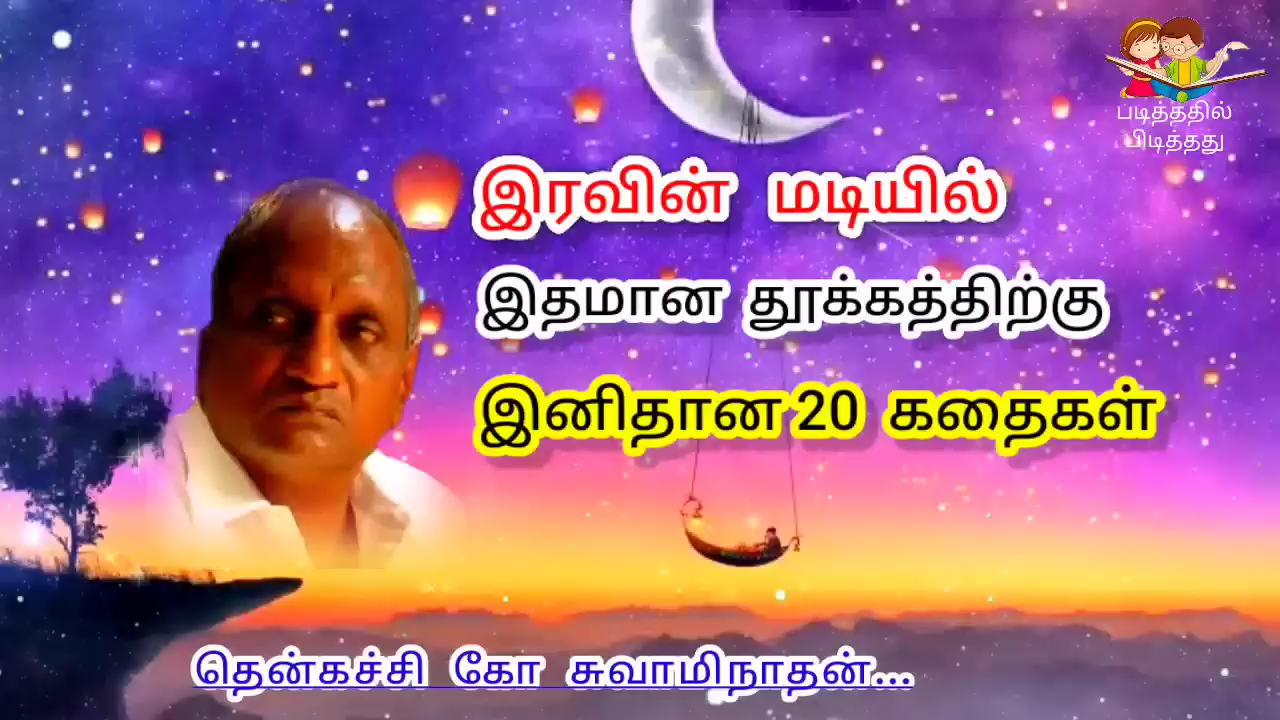 படித்ததில்
பிடித்தது
இரவின் மடியில்
இதமான தூக்கத்திற்கு
இனிதான 20 கதைகள்
தென்கச்சி கோ சுவாமிநாதன்...